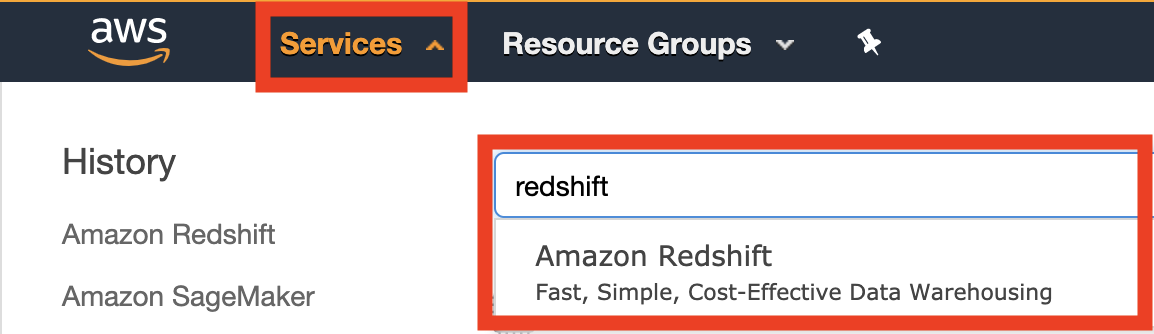 aws
Services
Resource Groups
History
redshift
Amazon Redshift
Amazon Redshift
Fast, Simple, Cost-Effective Data Warehousing
Amazon SageMaker